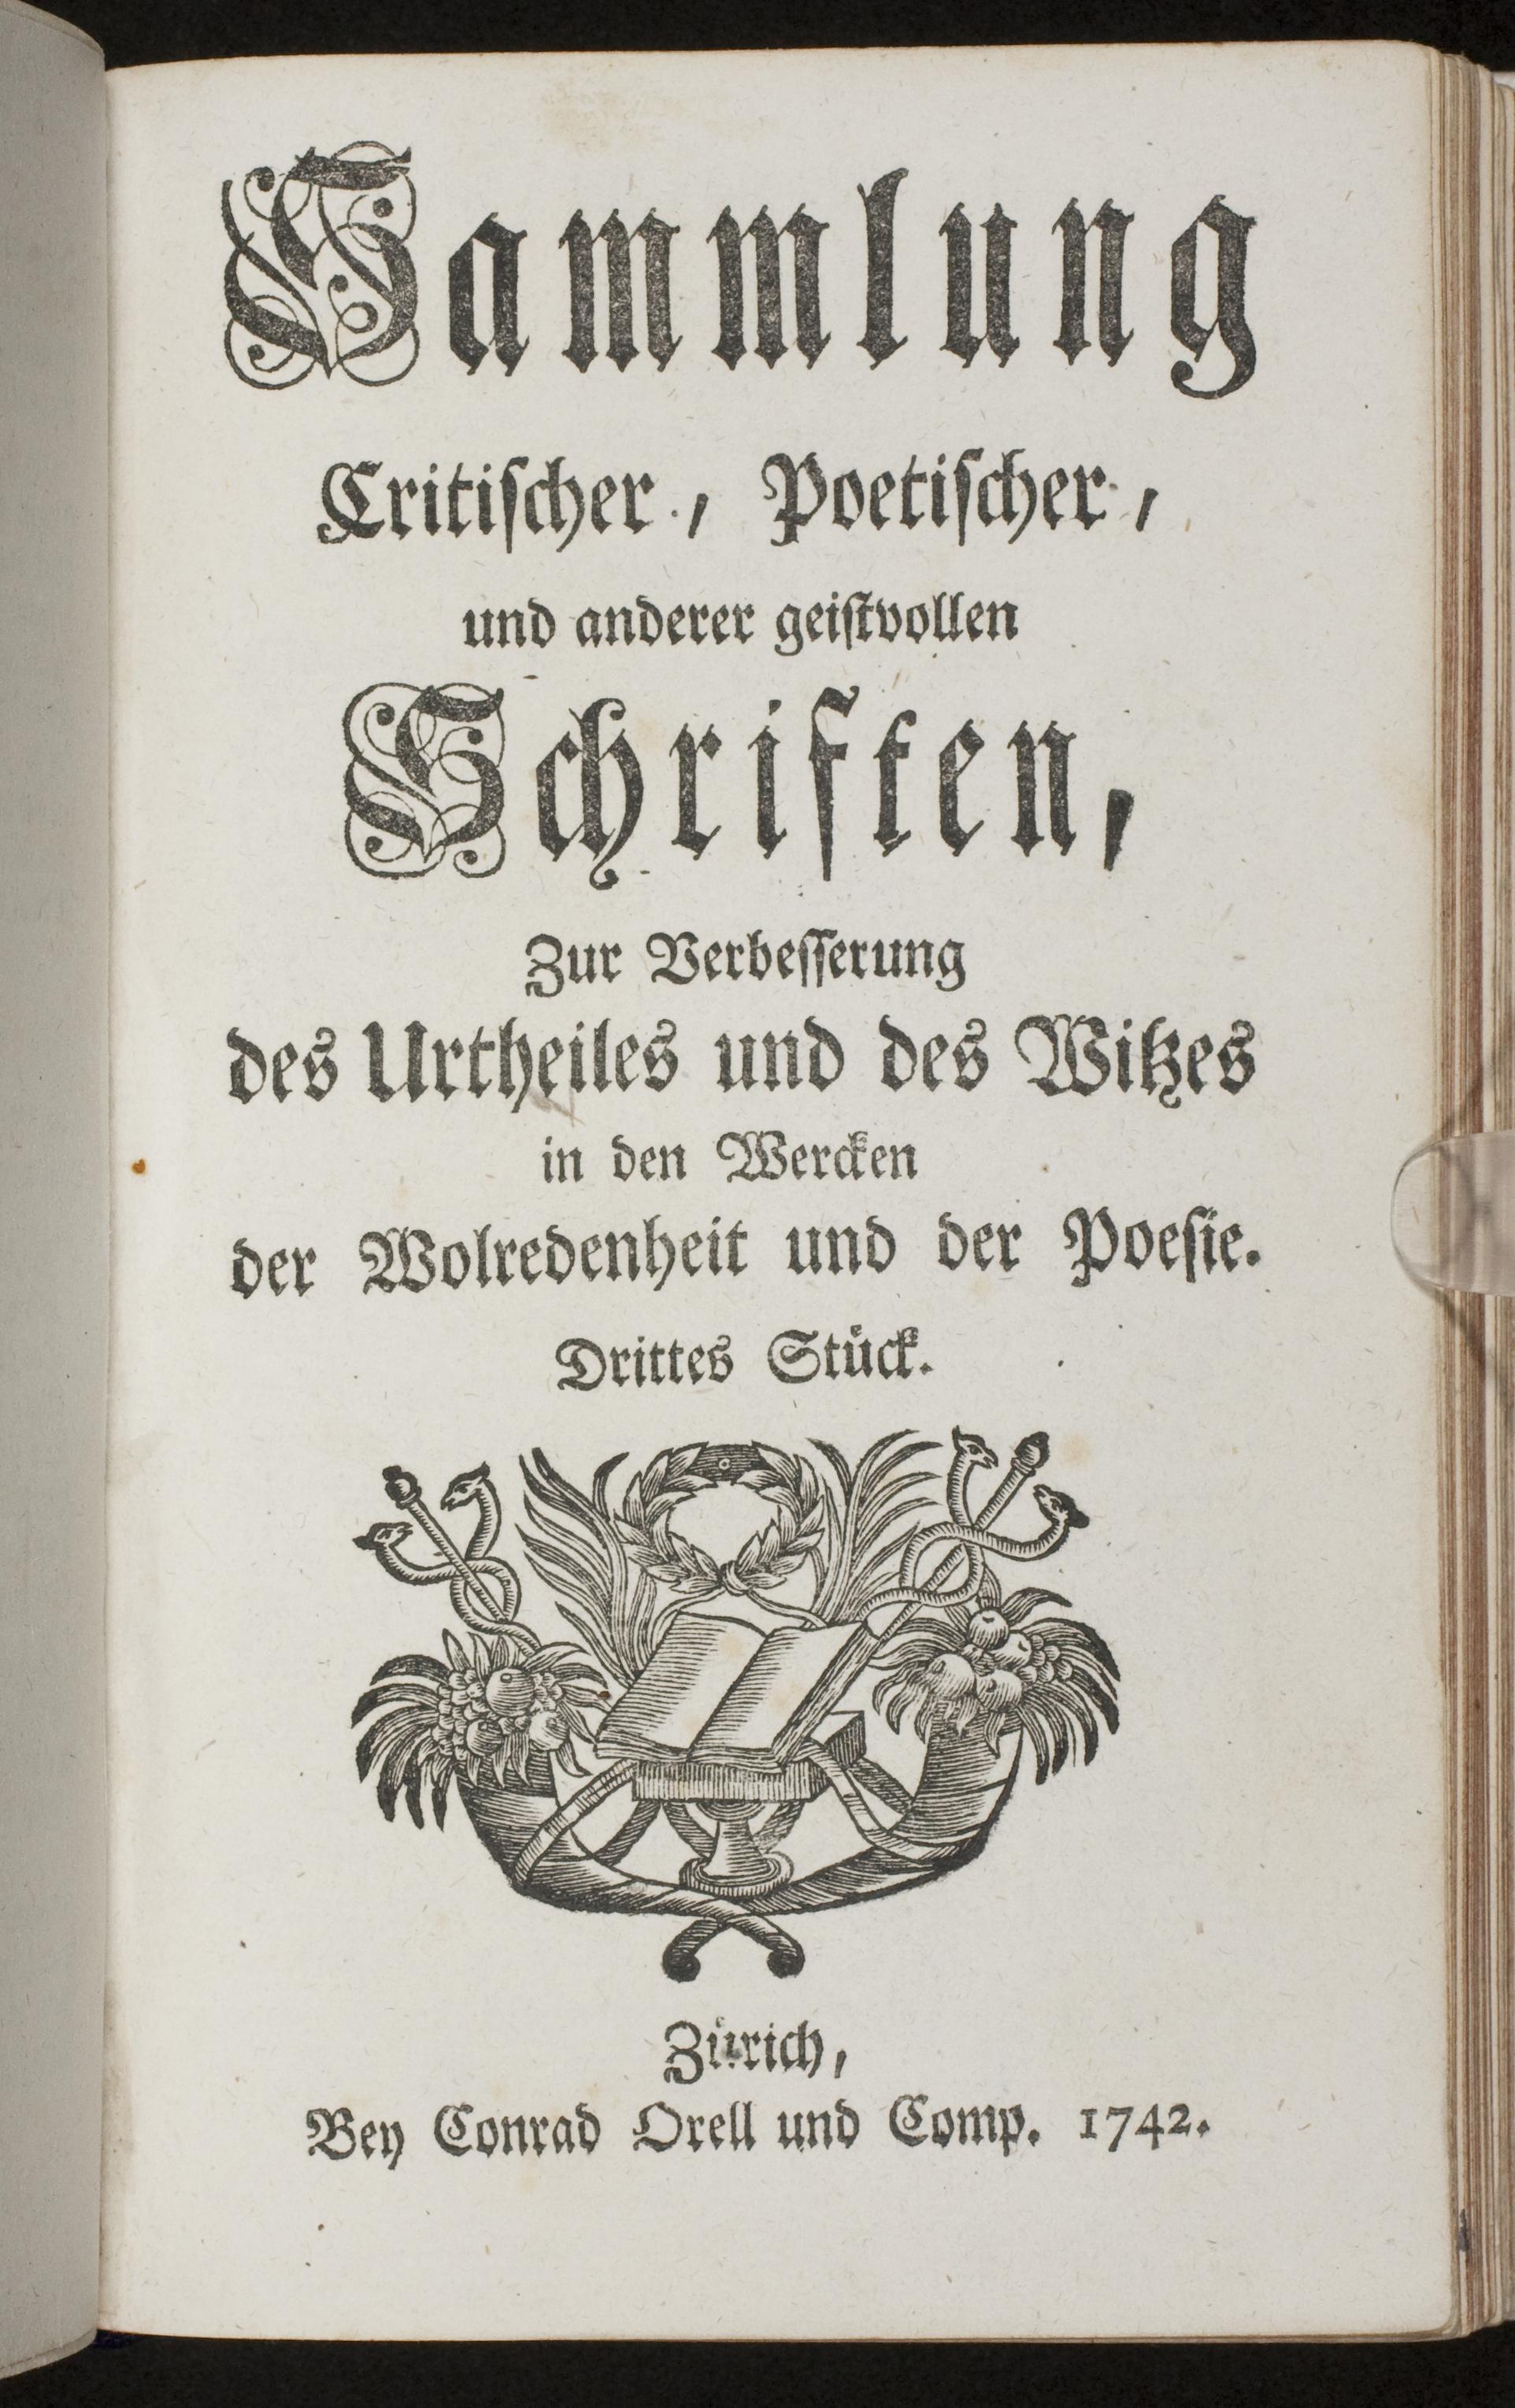 Sammlung
Critischer, Poetischer,
und anderer geistvollen
Schriften,
Zur Verbesserung
des Urtheiles und des Witzes
in den Wercken
der Wolredenheit und der Poesie.
Drittes Stück.
Zürich,
Bey Conrad Orell und Comp. 1742.